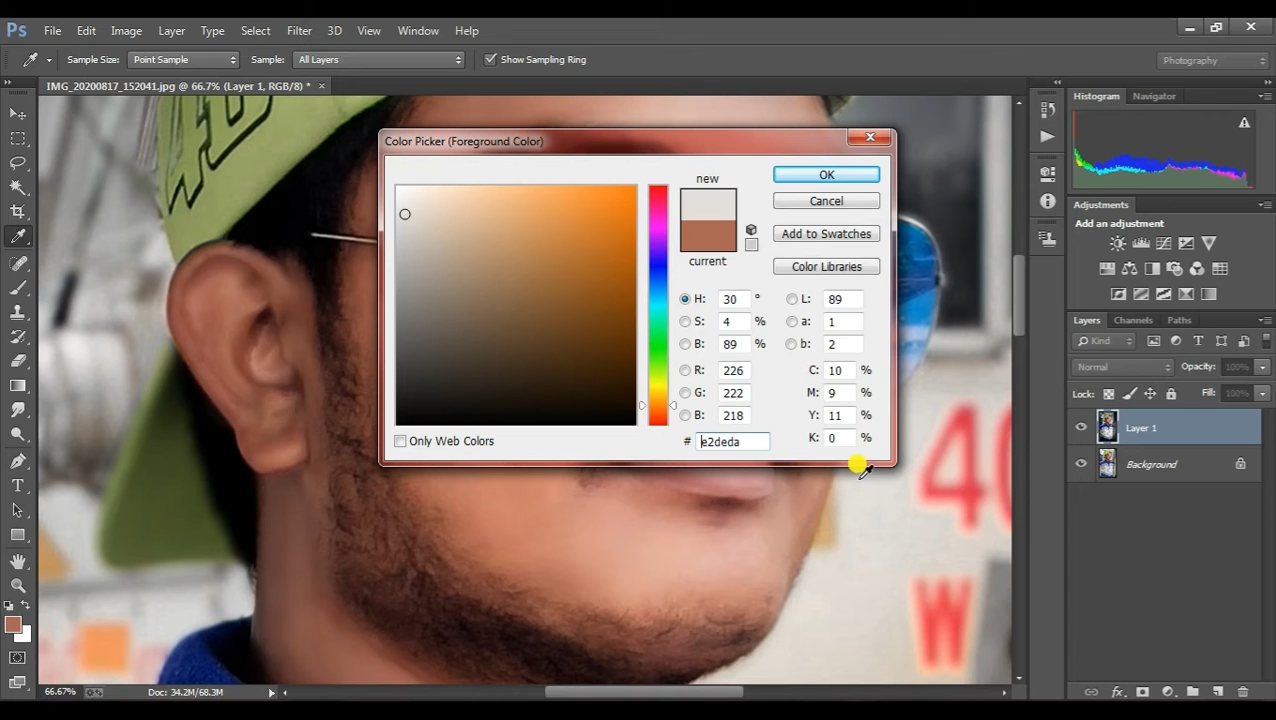 Ps File Edit Image Layer Type Select Filter 3D View Window Help
Sample Size: Point Sample Sample: All Layers Show Sampling Ring Photography
IMG_20200817_152041.jpg @ 66.7% (Layer 1, RGB/8) * ×
Histogram Navigator
Color Picker (Foreground Color)
new
OK
Cancel
Add to Swatches
current
Color Libraries
H: 30 ° L: 89
S: 4 % a: 1
B: 89 % b: 2
R: 226 C: 10 %
G: 222 M: 9 %
B: 218 Y: 11 %
# e2deda K: 0 %
Only Web Colors
Adjustments
Layers Channels Paths
Kind
Normal Opacity: 100%
Lock: Fill: 100%
Layer 1
Background
40
W
66.67% Doc: 34.2M/68.3M